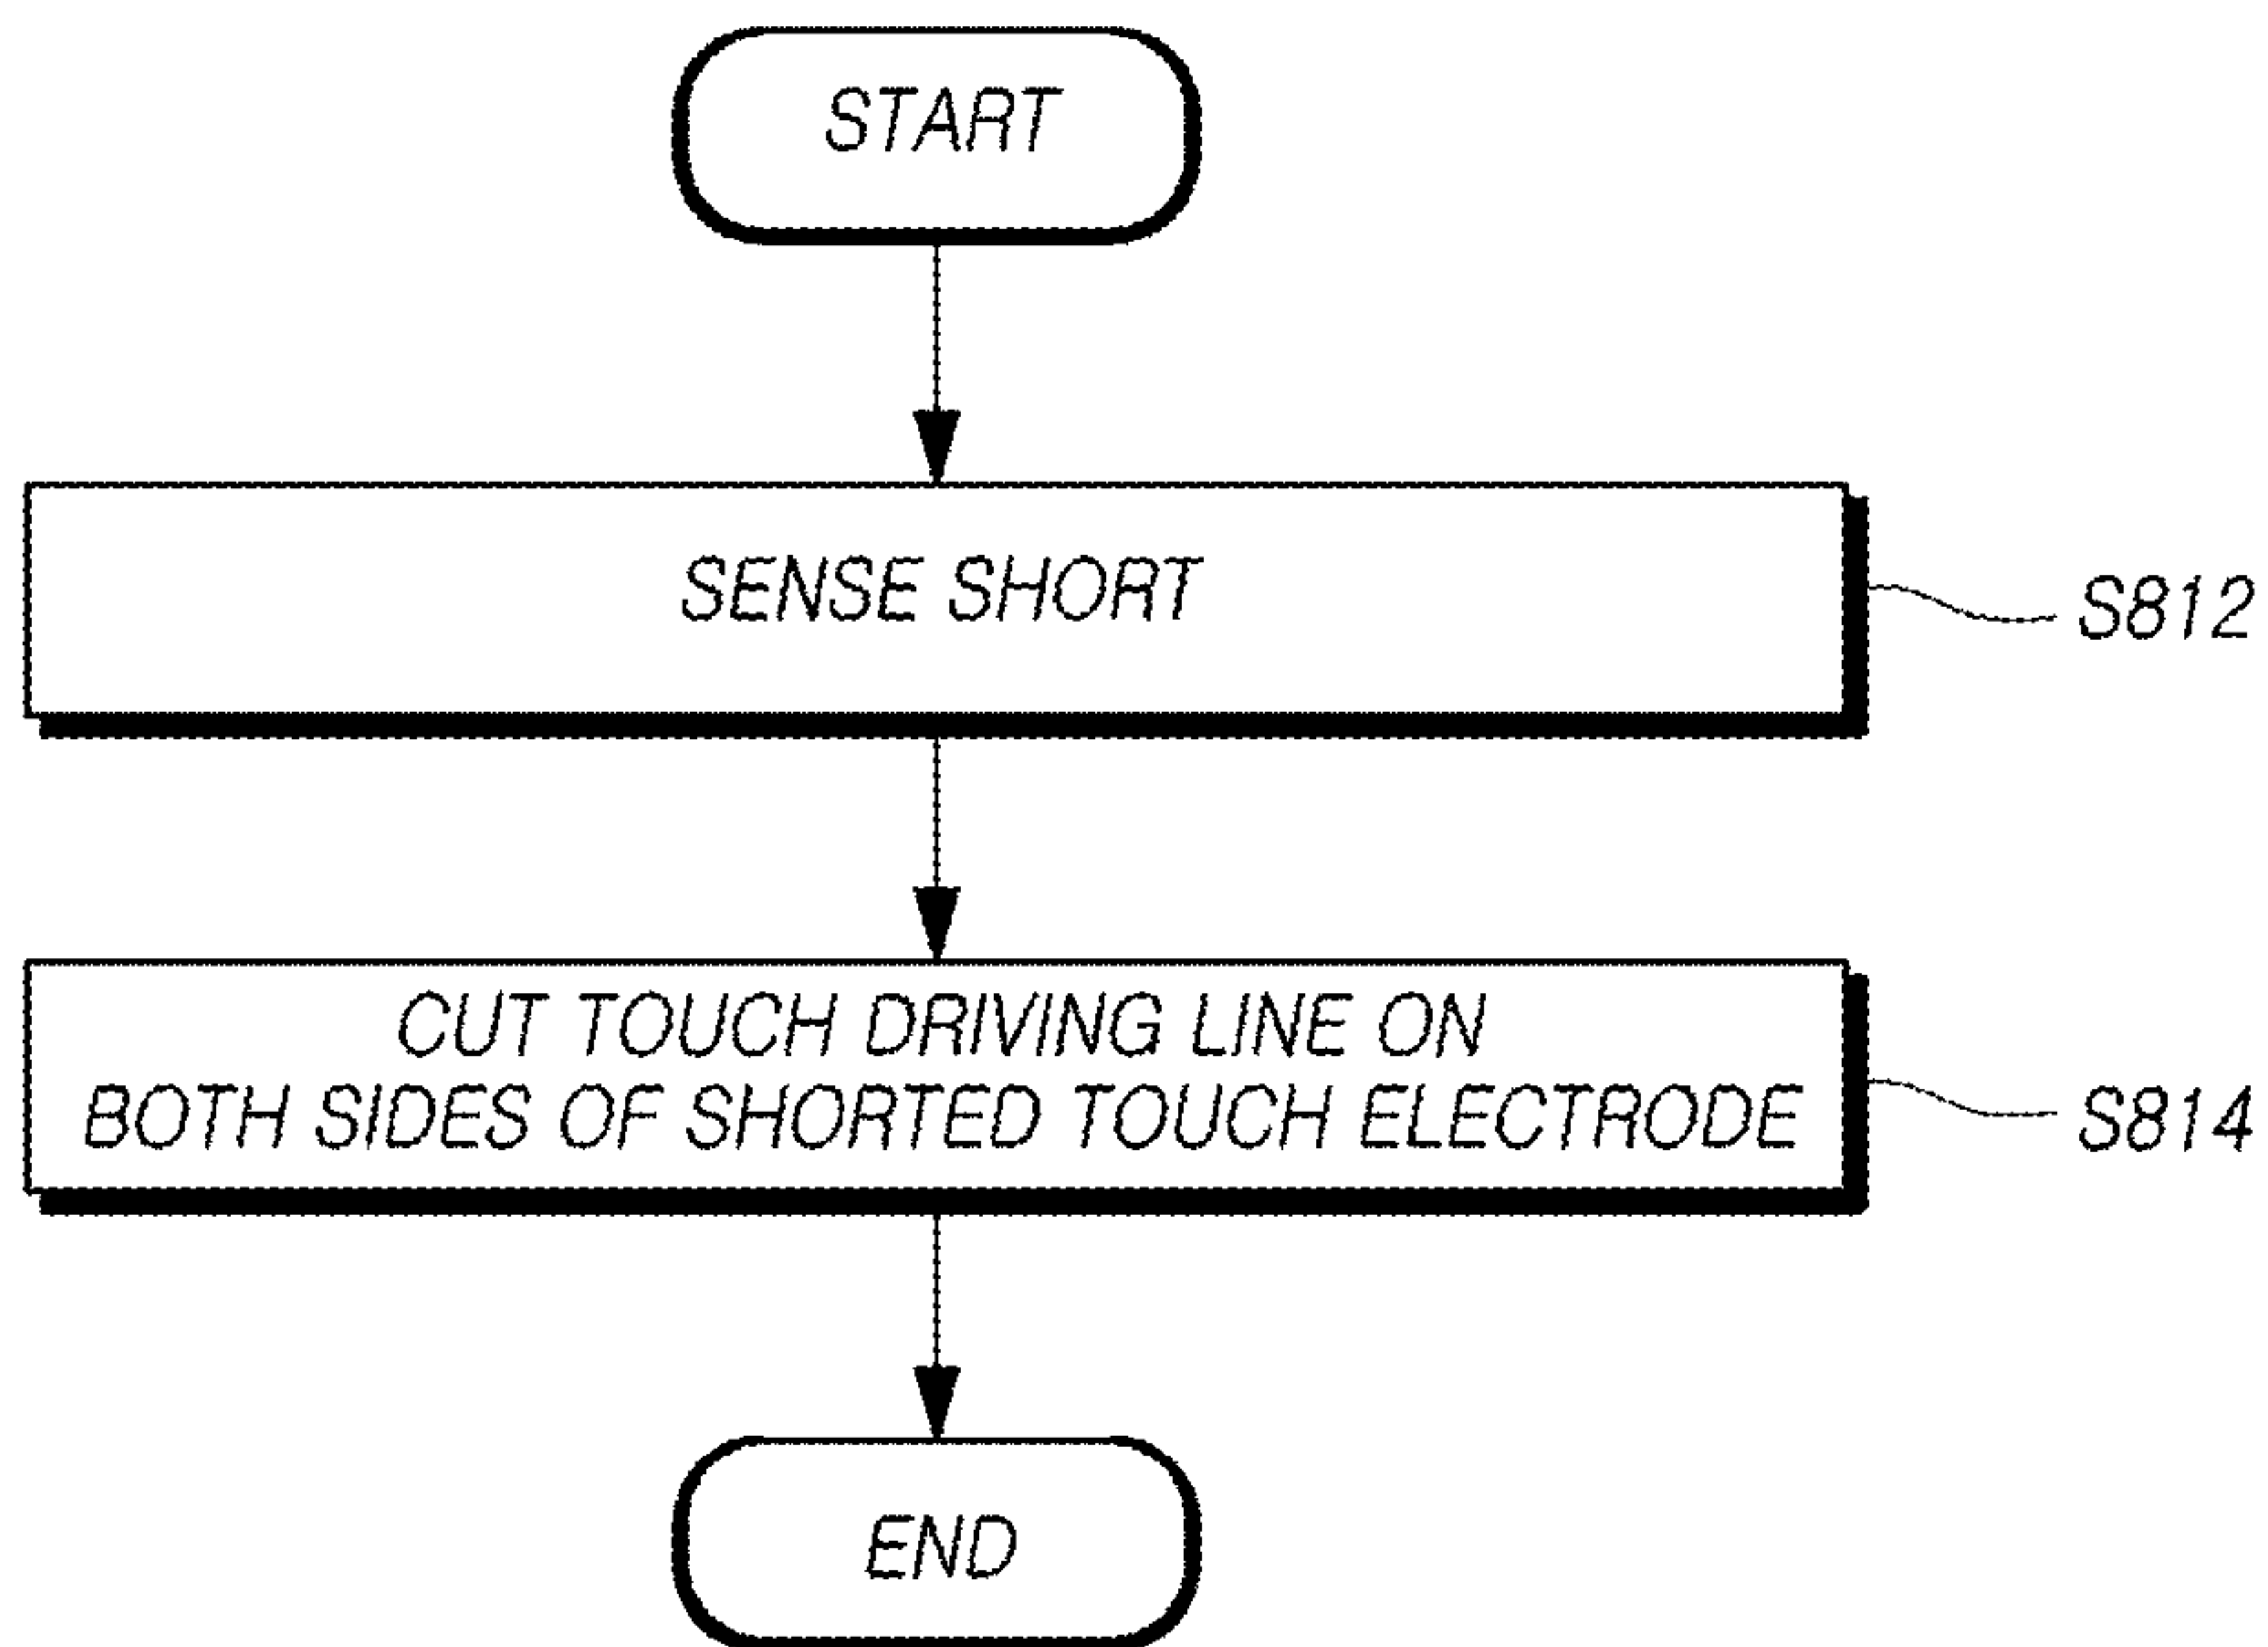 START
SENSE SHORT
S812
CUT TOUCH DRIVING LINE ON
BOTH SIDES OF SHORTED TOUCH ELECTRODE
S814
END